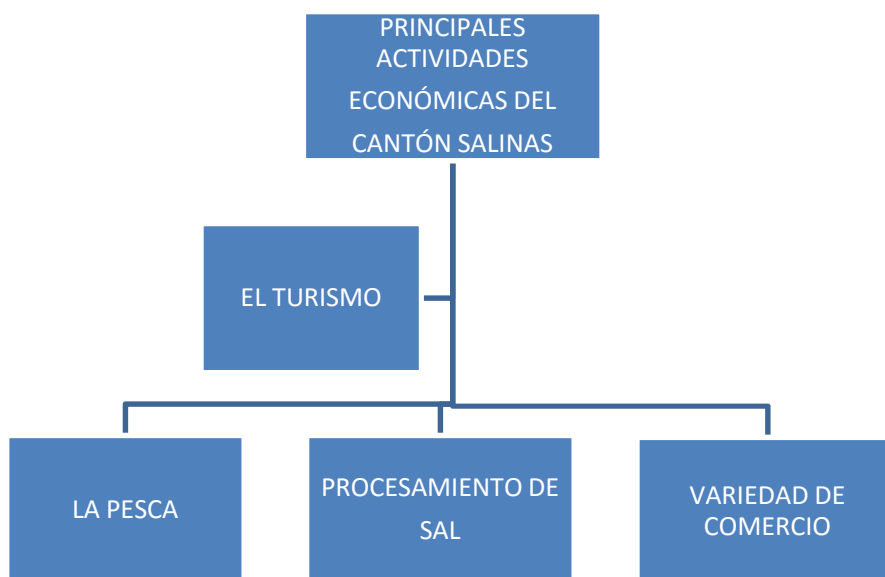 PRINCIPALES
ACTIVIDADES
ECONÓMICAS DEL
CANTÓN SALINAS
EL TURISMO
LA PESCA
PROCESAMIENTO DE
SAL
VARIEDAD DE
COMERCIO